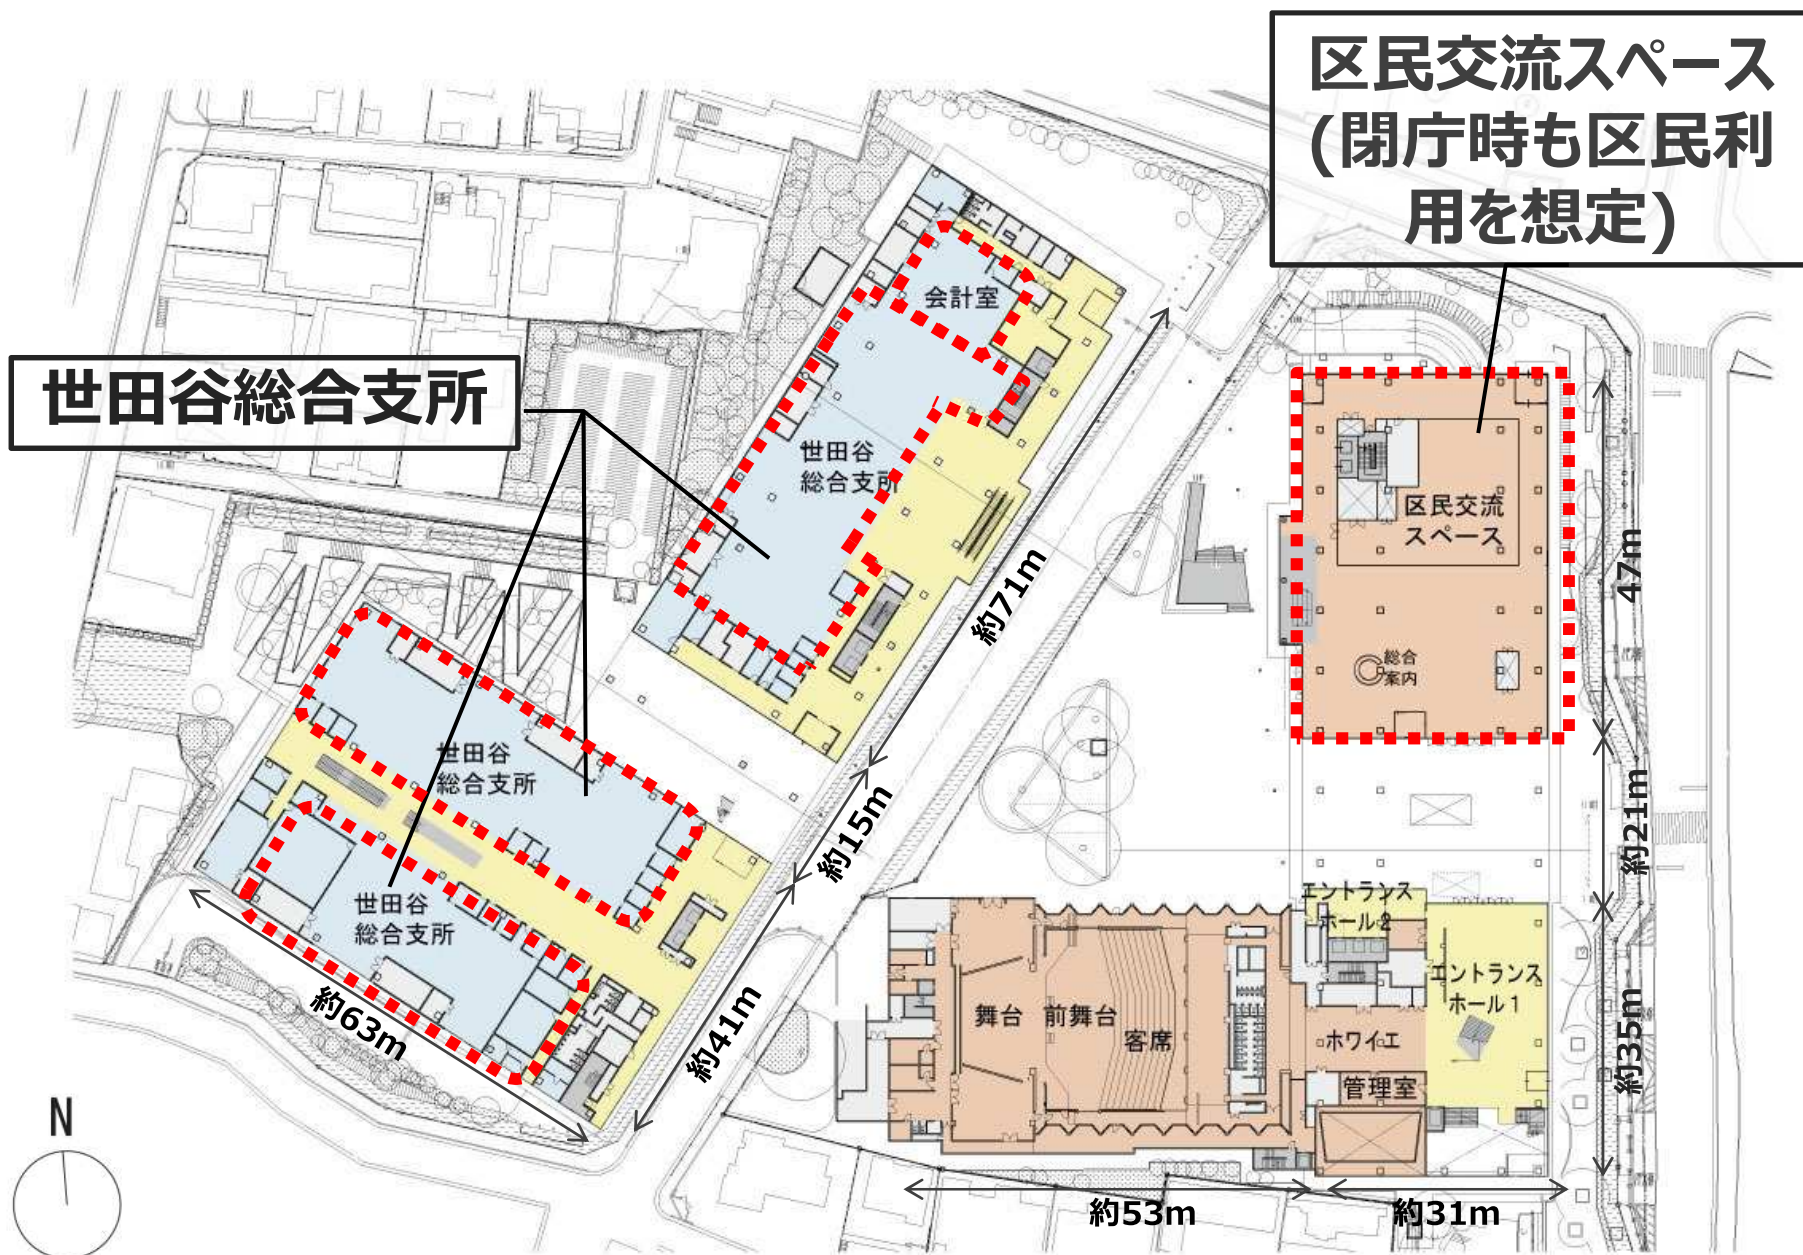 区民交流スペース
(閉庁時も区民利
用を想定)
世田谷総合支所
会計室
世田谷
総合支所
区民交流
スペース
総合
案内
47m
約71m
世田谷
総合支所
約15m
約21m
世田谷
総合支所
約63m
約41m
エントランス
ホール2
エントランス
ホール1
舞台
前舞台
客席
ホワイエ
管理室
約35m
約53m
約31m
N